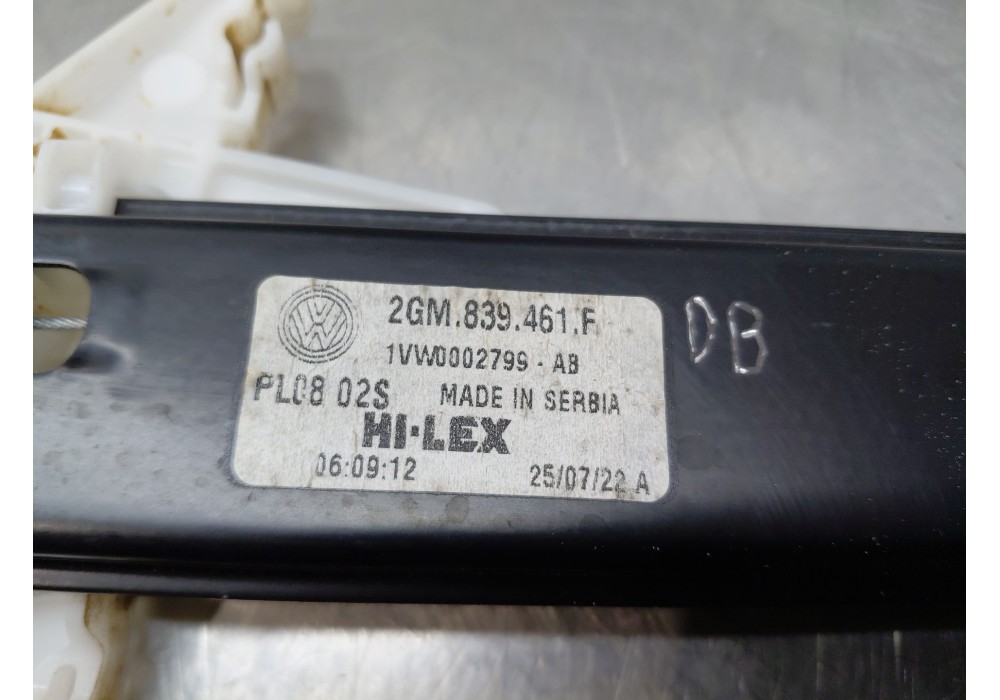 2GM.839.461.F
1VW0002799 - AB
PL08 02S MADE IN SERBIA
HI-LEX
06:09:12 25/07/22 A
DB